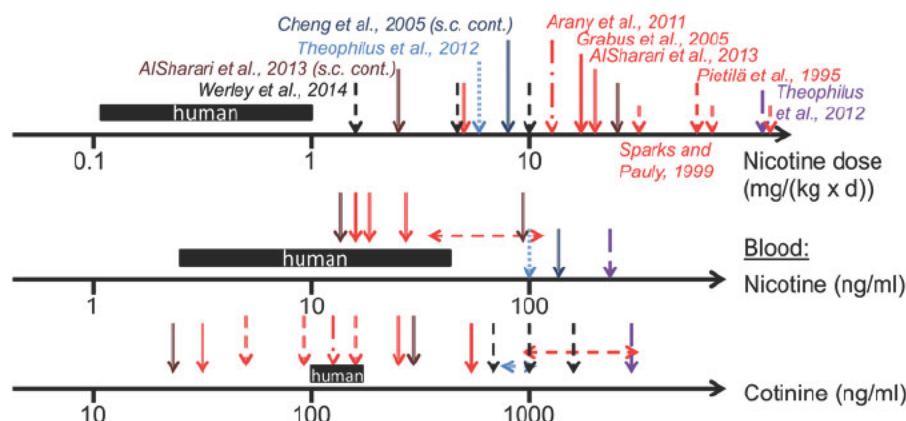 Cheng et al., 2005 (s.c. cont.)
Arany et al., 2011
Theophilus et al., 2012
Grabus et al., 2005
AlSharari et al., 2013 (s.c. cont.)
AlSharari et al., 2013
Werley et al., 2014
Pietilä et al., 1995
Theophilus
et al., 2012
human
0.1 1 10
Sparks and
Pauly, 1999
Nicotine dose
(mg/(kg x d))
Blood:
human
Nicotine (ng/ml)
1 10 100
human
Cotinine (ng/ml)
10 100 1000